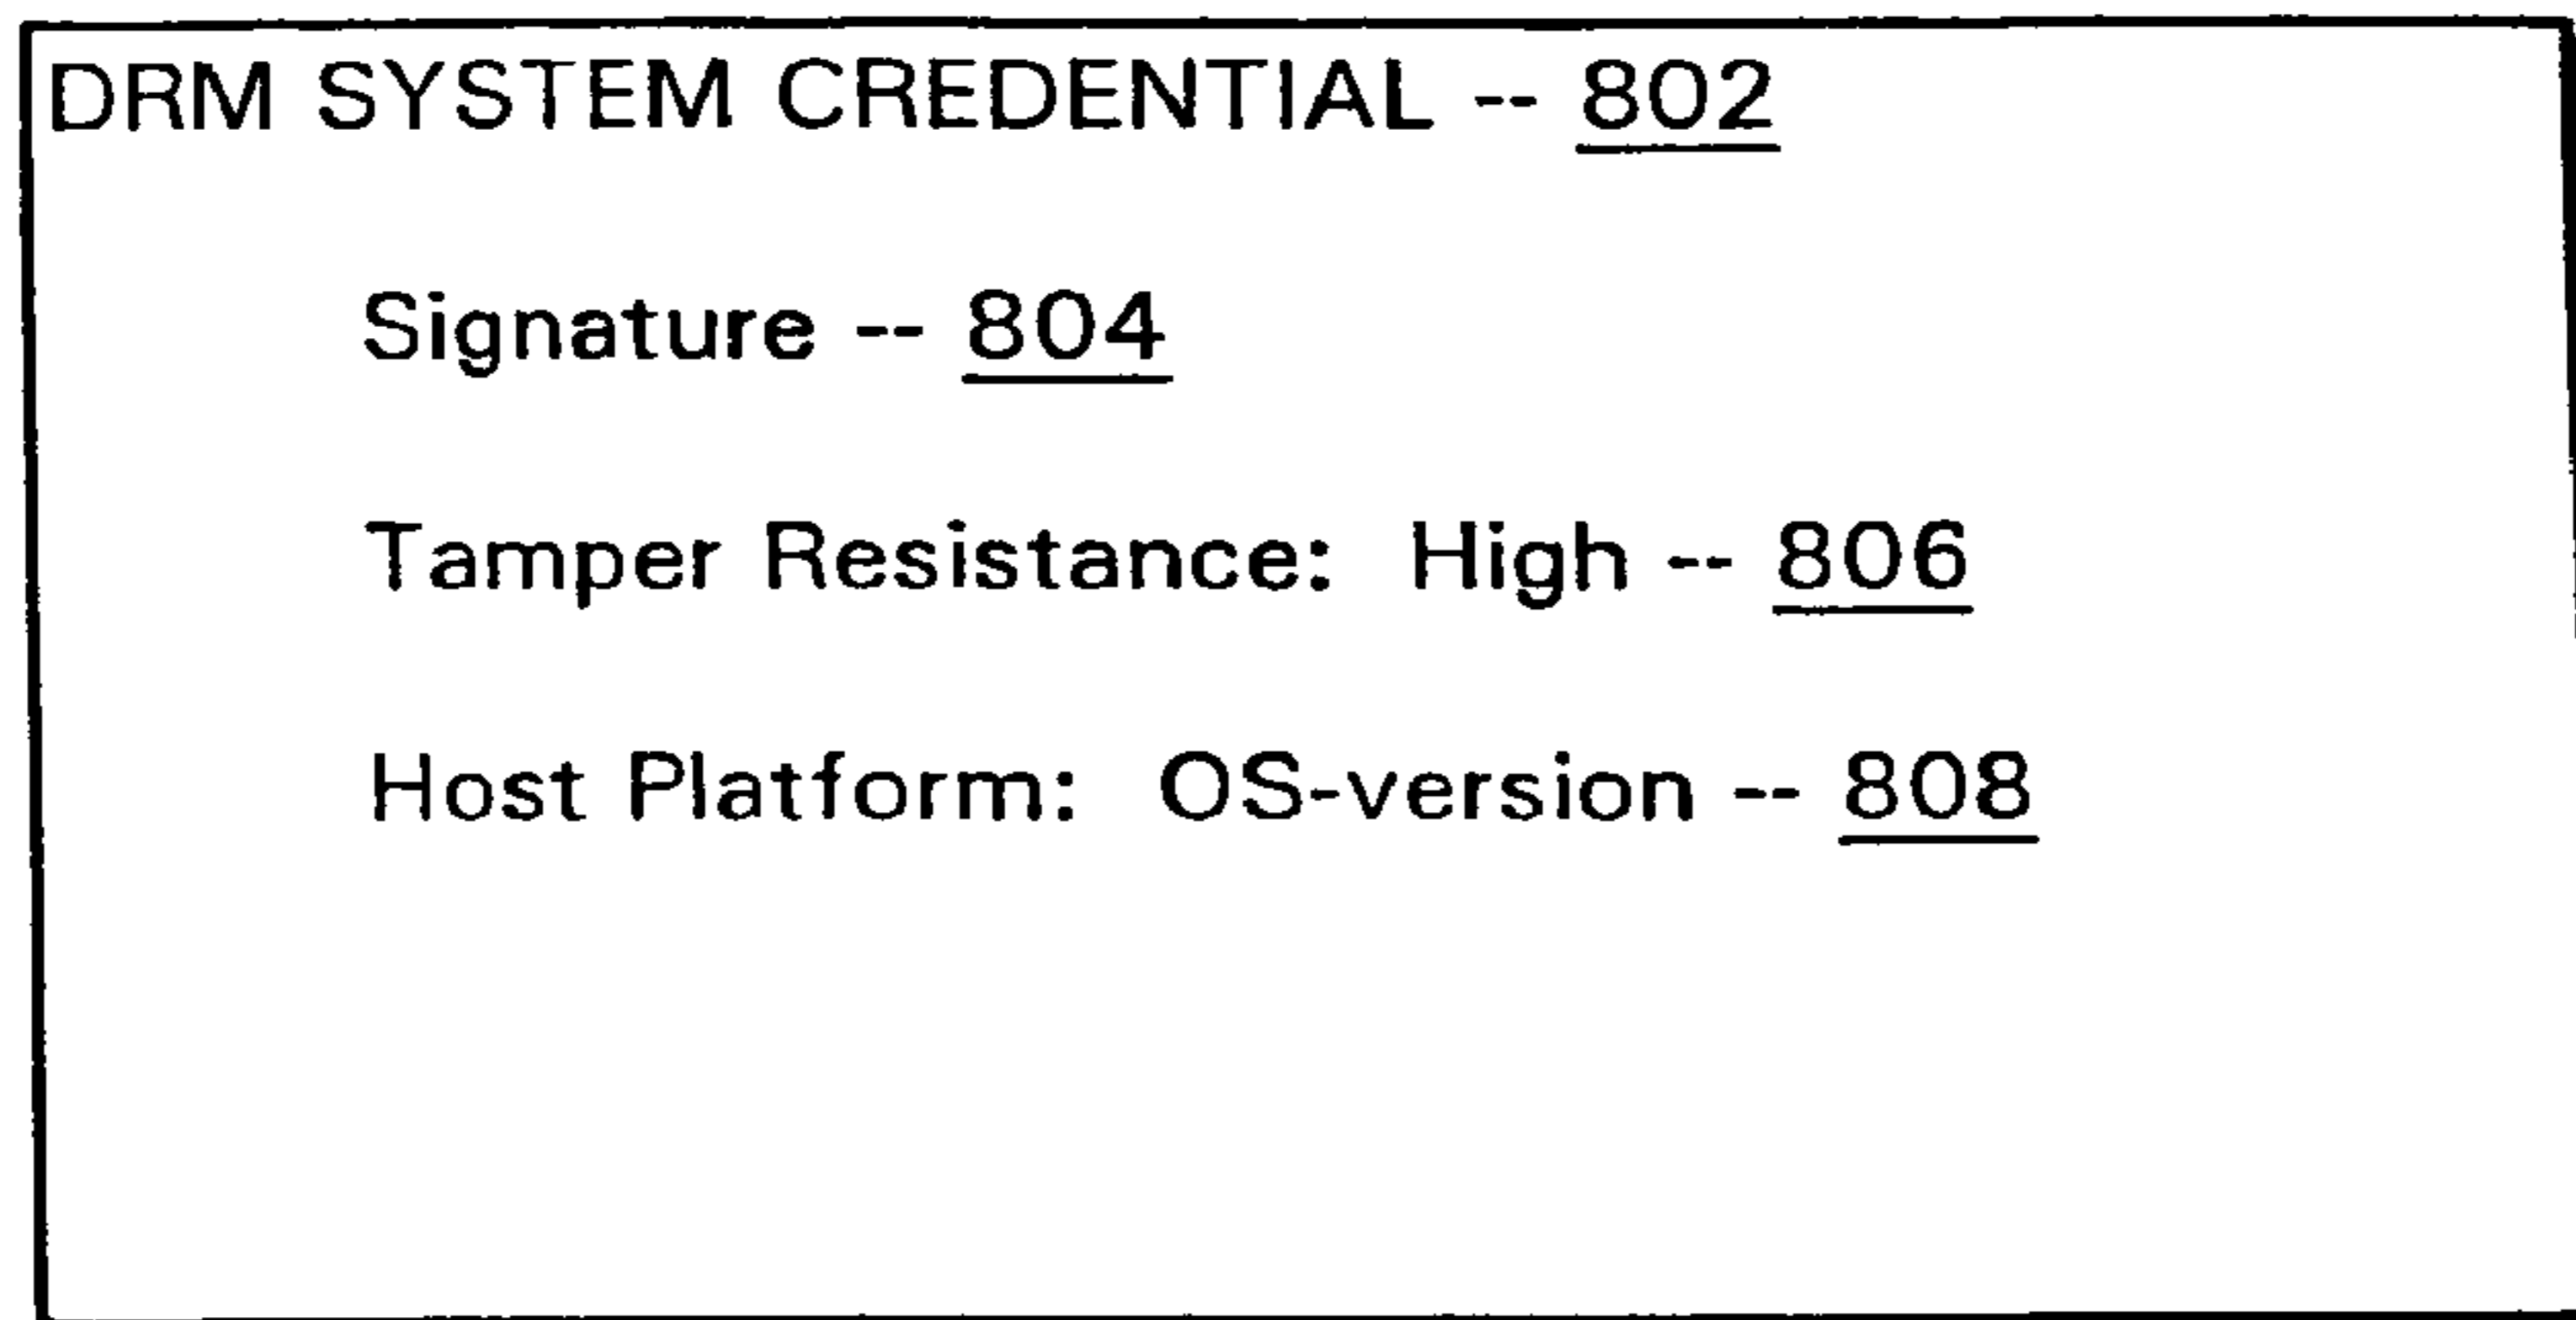 DRM SYSTEM CREDENTIAL -- 802
Signature -- 804
Tamper Resistance: High -- 806
Host Platform: OS-version -- 808